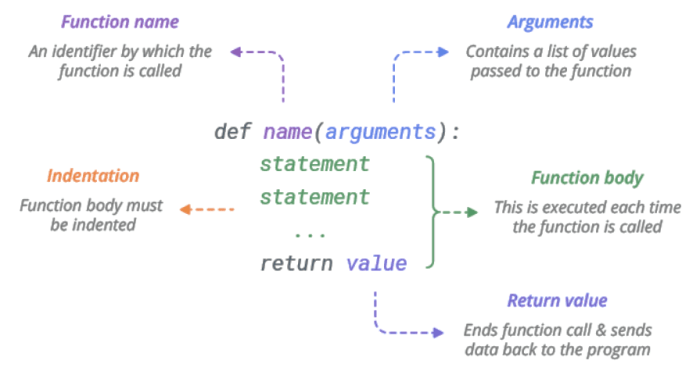 Function name
An identifier by which the
function is called
Arguments
Contains a list of values
passed to the function
def name(arguments):
statement
statement
...
return value
Indentation
Function body must
be indented
Function body
This is executed each time
the function is called
Return value
Ends function call & sends
data back to the program